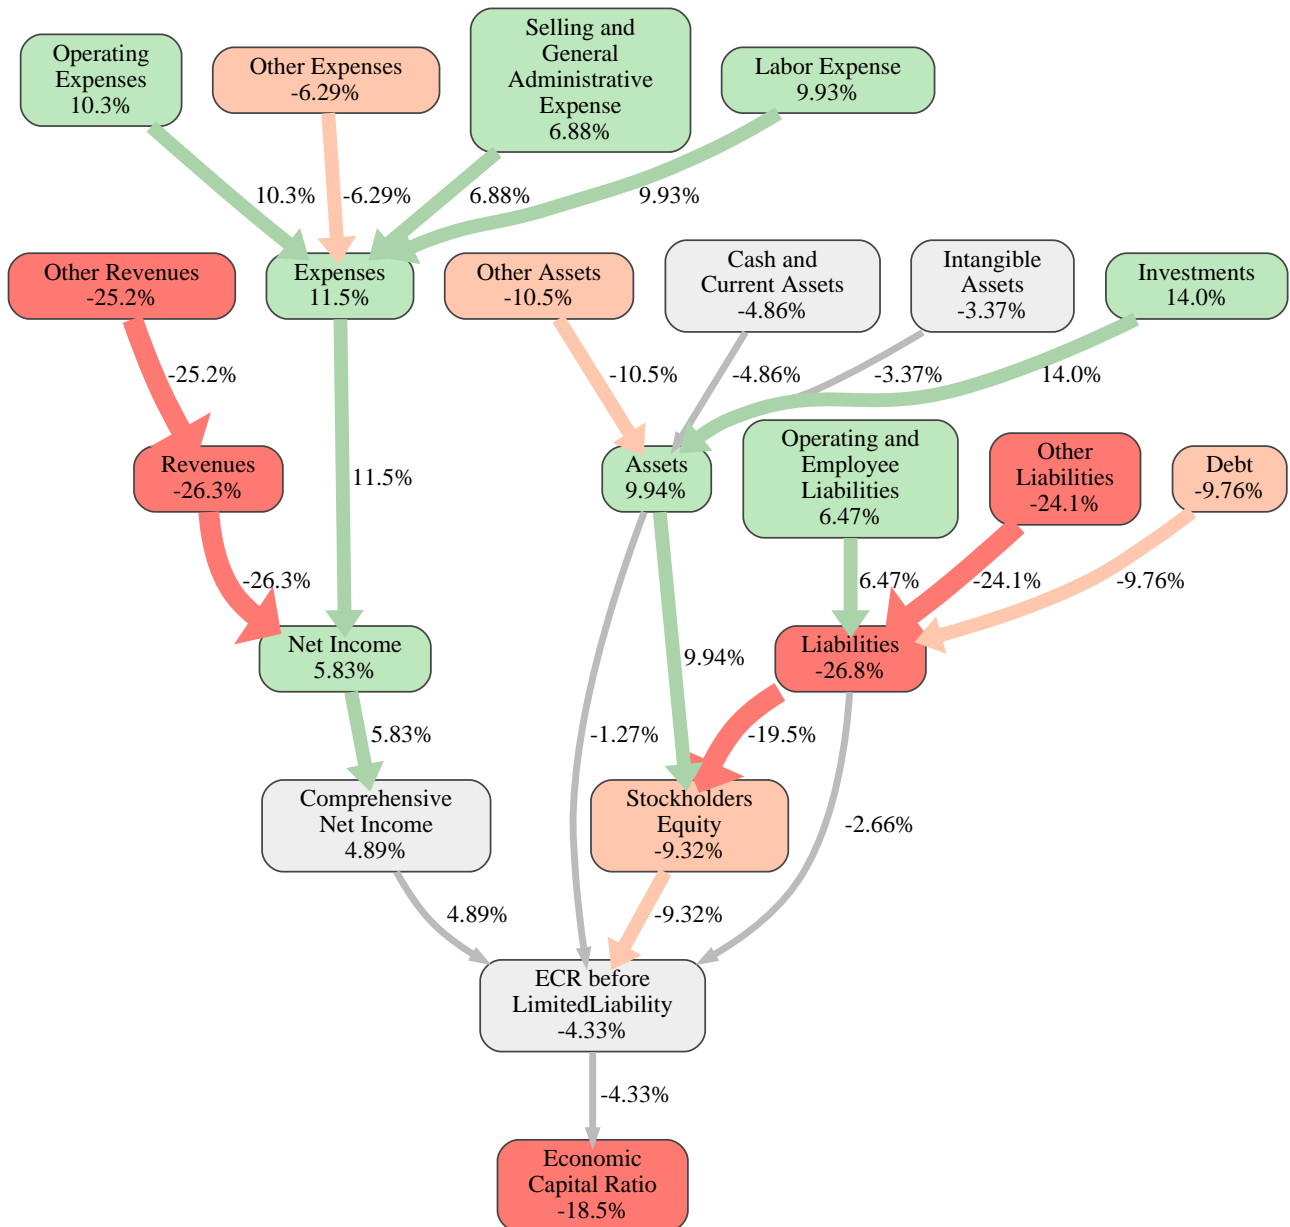 Operating
Expenses
10.3%
Other Expenses
-6.29%
Selling and
General
Administrative
Expense
6.88%
Labor Expense
9.93%
10.3%
-6.29%
6.88%
9.93%
Other Revenues
-25.2%
Expenses
11.5%
Other Assets
-10.5%
Cash and
Current Assets
-4.86%
Intangible
Assets
-3.37%
Investments
14.0%
-25.2%
-10.5%
-4.86%
-3.37%
14.0%
Revenues
-26.3%
11.5%
Assets
9.94%
Operating and
Employee
Liabilities
6.47%
Other
Liabilities
-24.1%
Debt
-9.76%
-26.3%
6.47%
-24.1%
-9.76%
Net Income
5.83%
9.94%
Liabilities
-26.8%
5.83%
-1.27%
-19.5%
Comprehensive
Net Income
4.89%
Stockholders
Equity
-9.32%
-2.66%
4.89%
-9.32%
ECR before
LimitedLiability
-4.33%
-4.33%
Economic
Capital Ratio
-18.5%